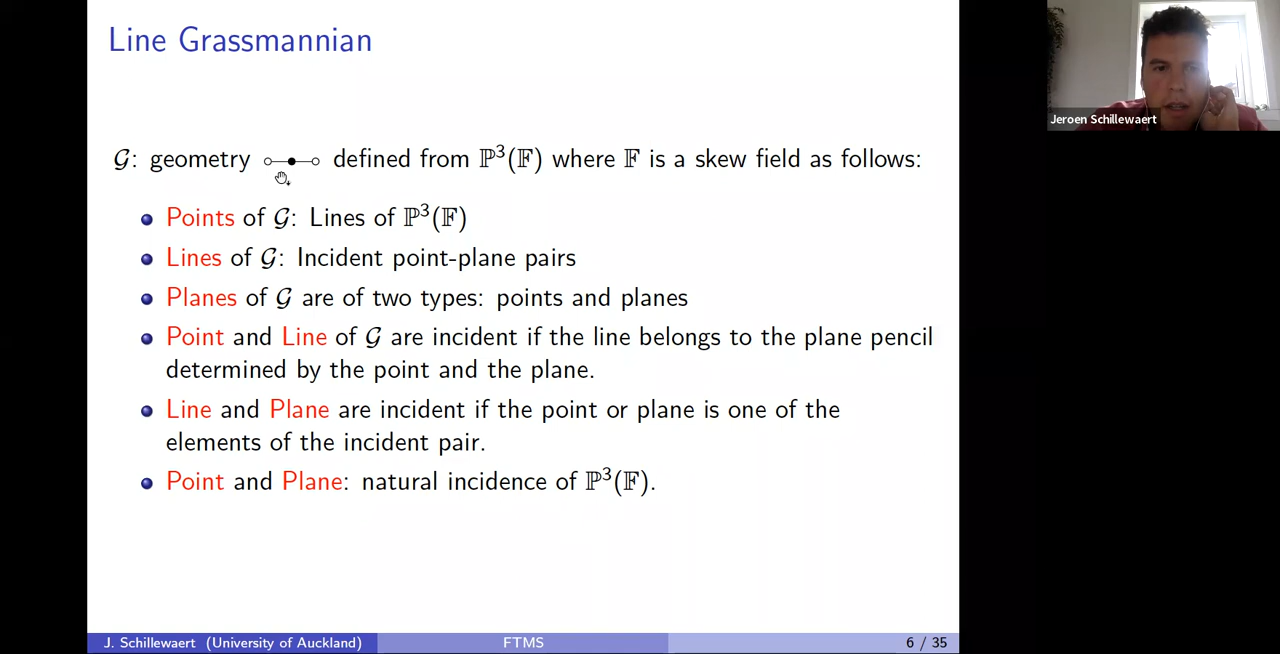 Line Grassmannian
𝒢: geometry defined from ℙ³(𝔽) where 𝔽 is a skew field as follows:
Points of 𝒢: Lines of ℙ³(𝔽)
Lines of 𝒢: Incident point-plane pairs
Planes of 𝒢 are of two types: points and planes
Point and Line of 𝒢 are incident if the line belongs to the plane pencil
determined by the point and the plane.
Line and Plane are incident if the point or plane is one of the
elements of the incident pair.
Point and Plane: natural incidence of ℙ³(𝔽).
J. Schillewaert (University of Auckland) FTMS 6 / 35
Jeroen Schillewaert